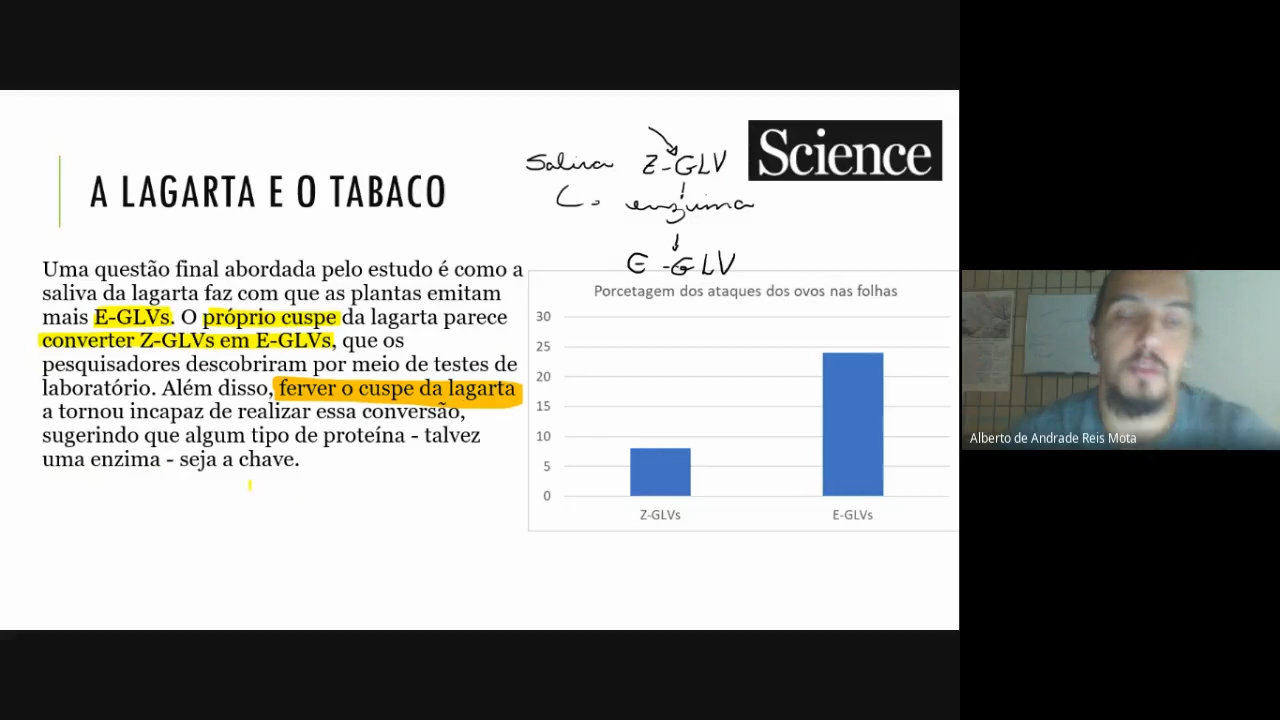 A LAGARTA E O TABACO
Uma questão final abordada pelo estudo é como a
saliva da lagarta faz com que as plantas emitam
mais E-GLVs. O próprio cuspe da lagarta parece
converter Z-GLVs em E-GLVs, que os
pesquisadores descobriram por meio de testes de
laboratório. Além disso, ferver o cuspe da lagarta
a tornou incapaz de realizar essa conversão,
sugerindo que algum tipo de proteína - talvez
uma enzima - seja a chave.
Saliva Z-GLV
enzima
E-GLV
Science
Porcetagem dos ataques dos ovos nas folhas
30
25
20
15
10
5
0
Z-GLVs E-GLVs
Alberto de Andrade Reis Mota